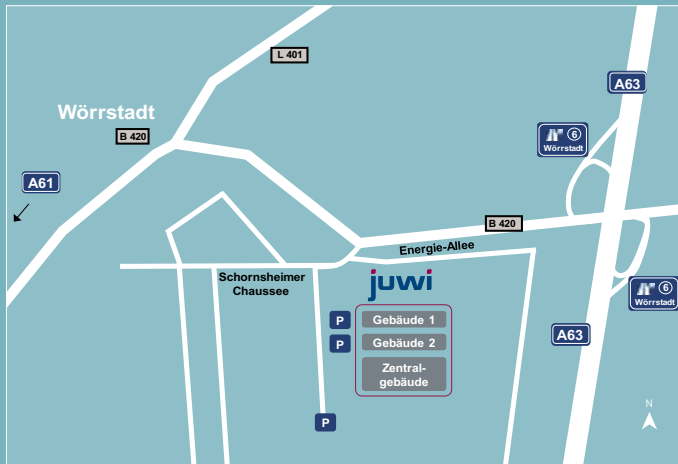 L 401
A63
Wörrstadt
B 420
6
Wörrstadt
A61
B 420
Energie-Allee
Schornsheimer
Chaussee
juwi
6
Wörrstadt
P
Gebäude 1
A63
P
Gebäude 2
Zentral-
gebäude
N
P